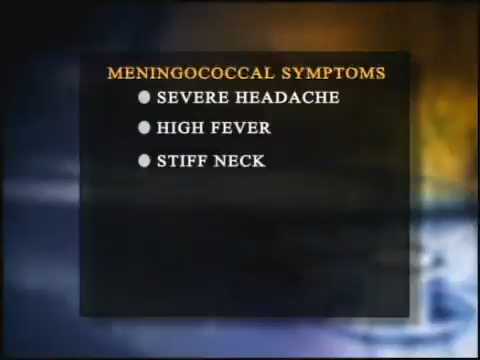 MENINGOCOCCAL SYMPTOMS
SEVERE HEADACHE
HIGH FEVER
STIFF NECK